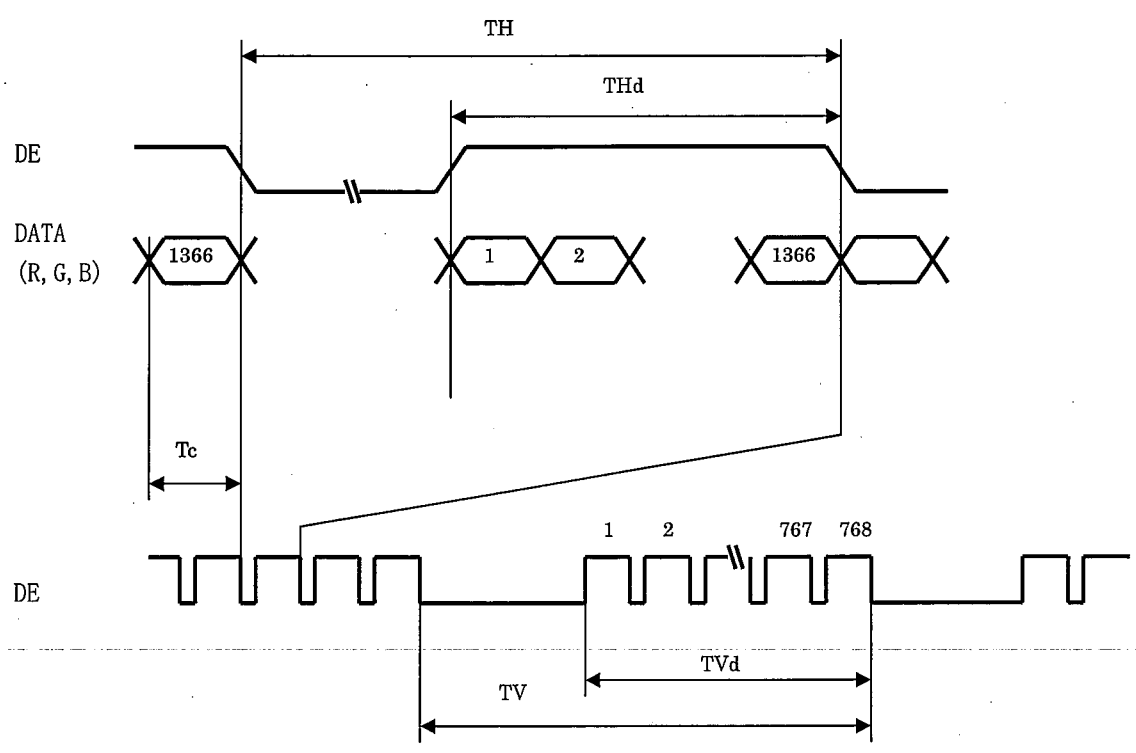 TH
THd
DE
DATA
(R, G, B)
1366
1
2
1366
Tc
1
2
767
768
DE
TVd
TV